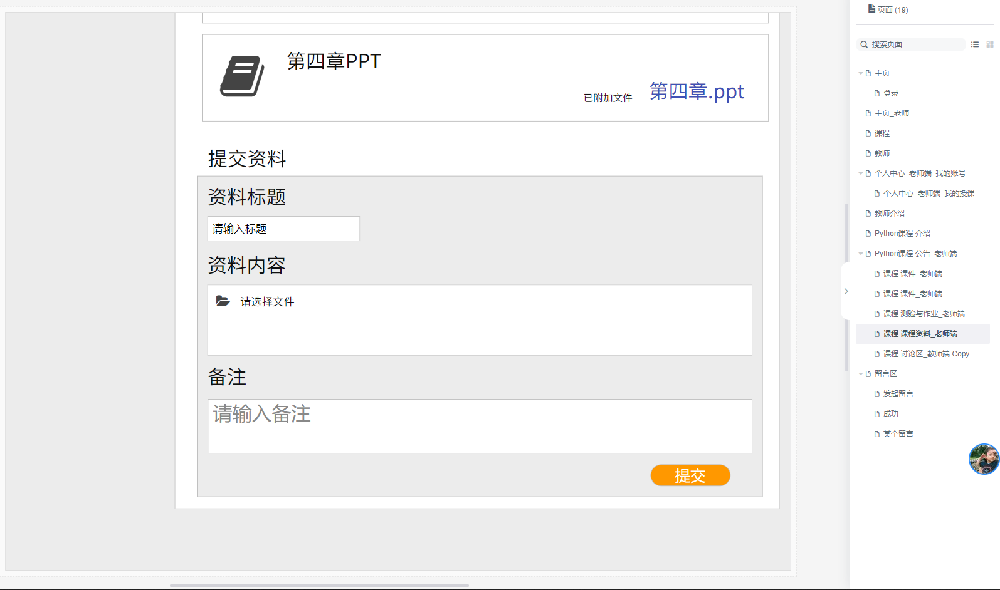 第四章PPT
已附加文件 第四章.ppt
提交资料
资料标题
请输入标题
资料内容
请选择文件
备注
请输入备注
提交
页面 (19)
搜索页面
主页
登录
主页_老师
课程
教师
个人中心_老师端_我的账号
个人中心_老师端_我的授课
教师介绍
Python课程 介绍
Python课程 公告_老师端
课程 课件_老师端
课程 课件_老师端
课程 测验与作业_老师端
课程 课程资料_老师端
课程 讨论区_教师端 Copy
留言区
发起留言
成功
某个留言